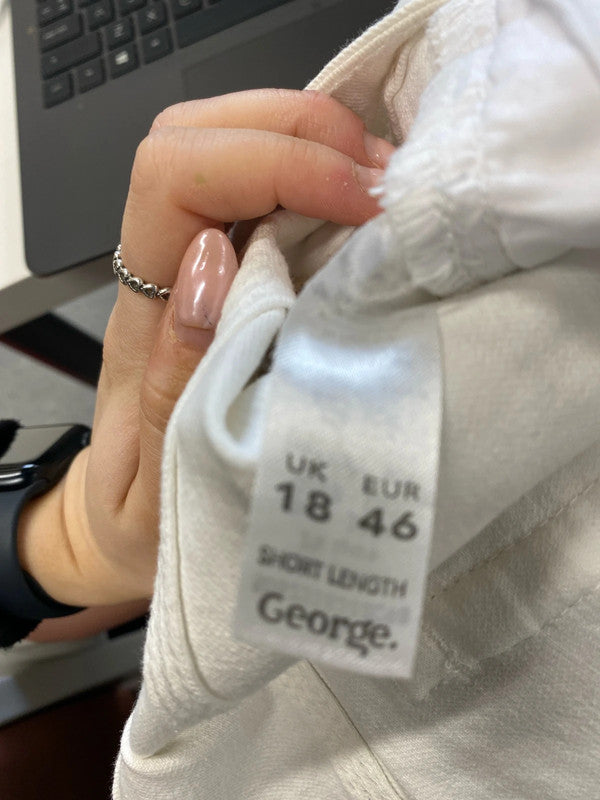 UK EUR
18 46
SHORT LENGTH
George.